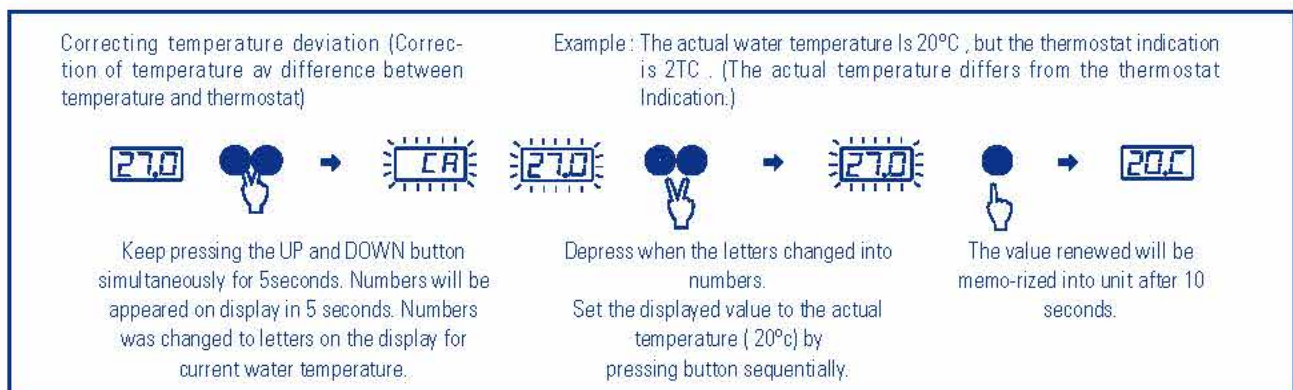 Correcting temperature deviation (Correc-
tion of temperature av difference between
temperature and thermostat)
Example : The actual water temperature Is 20°C , but the thermostat indication
is 2TC . (The actual temperature differs from the thermostat
Indication.)
27.0
CA
27.0
27.0
20.C
Keep pressing the UP and DOWN button
simultaneously for 5seconds. Numbers will be
appeared on display in 5 seconds. Numbers
was changed to letters on the display for
current water temperature.
Depress when the letters changed into
numbers.
Set the displayed value to the actual
temperature ( 20°c) by
pressing button sequentially.
The value renewed will be
memo-rized into unit after 10
seconds.